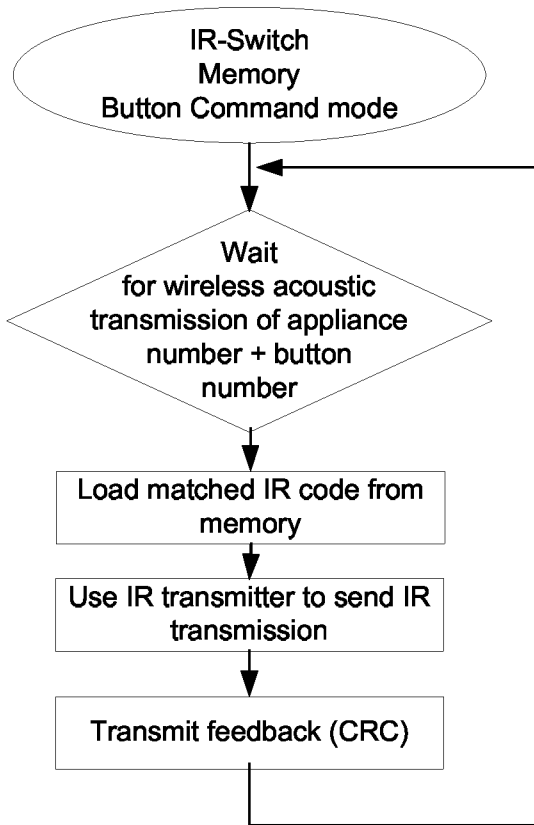 IR-Switch
Memory
Button Command mode
Wait
for wireless acoustic
transmission of appliance
number + button
number
Load matched IR code from
memory
Use IR transmitter to send IR
transmission
Transmit feedback (CRC)